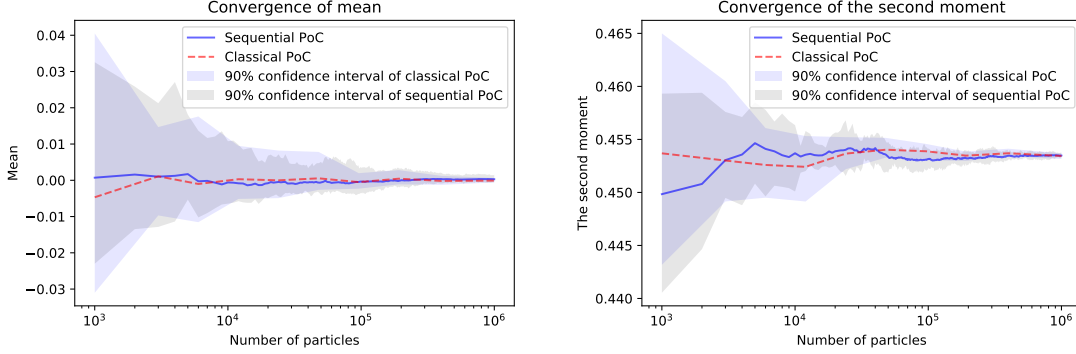 Convergence of mean
0.04
0.03
0.02
0.01
0.00
−0.01
−0.02
−0.03
Mean
Sequential PoC
Classical PoC
90% confidence interval of classical PoC
90% confidence interval of sequential PoC
10³
10⁴
10⁵
10⁶
Number of particles
Convergence of the second moment
0.465
0.460
0.455
0.450
0.445
0.440
The second moment
Sequential PoC
Classical PoC
90% confidence interval of classical PoC
90% confidence interval of sequential PoC
10³
10⁴
10⁵
10⁶
Number of particles